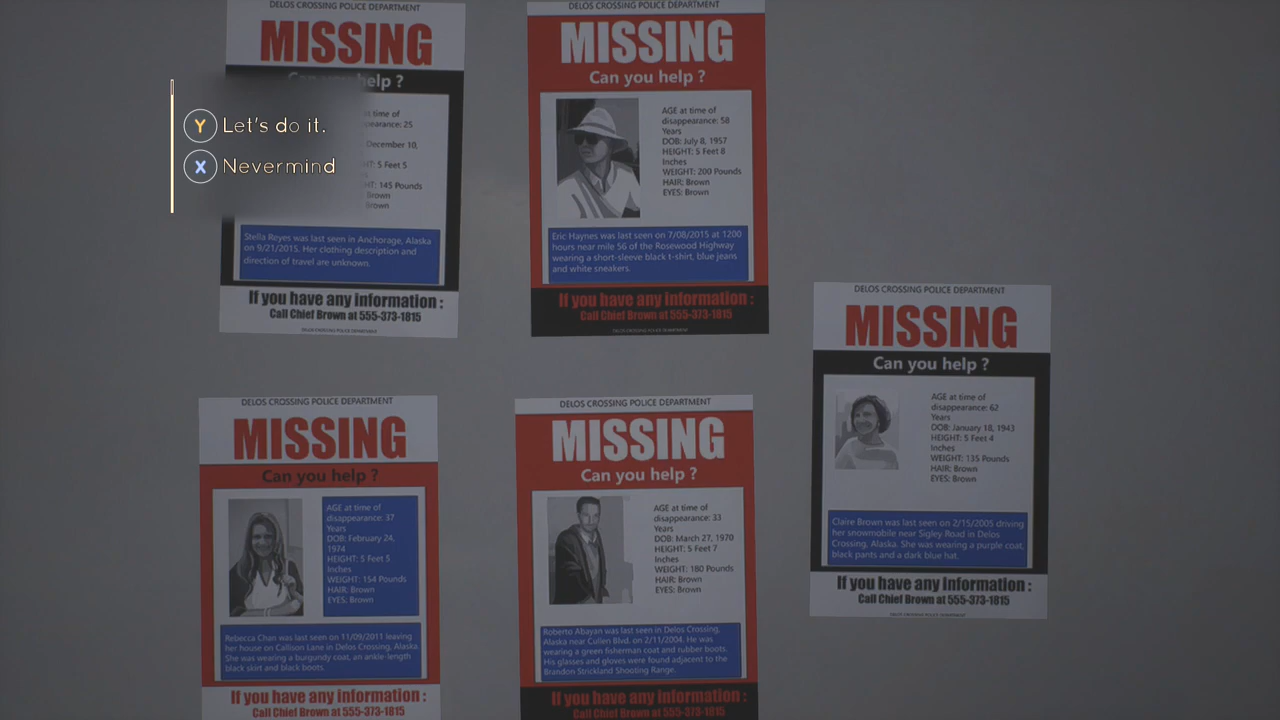 DELOS CROSSING POLICE DEPARTMENT
MISSING
Can you help ?
Y Let's do it.
X Nevermind
time of
25
December 10,
5 Feet 5
145 Pounds
Brown
Brown
Stella Reyes was last seen in Anchorage, Alaska
on 9/21/2015. Her clothing description and
direction of travel are unknown.
If you have any information :
Call Chief Brown at 555-373-1815
DELOS CROSSING POLICE DEPARTMENT
DELOS CROSSING POLICE DEPARTMENT
MISSING
Can you help ?
AGE at time of
disappearance: 58
Years
DOB: July 8, 1957
HEIGHT: 5 Feet 8
Inches
WEIGHT: 200 Pounds
HAIR: Brown
EYES: Brown
Eric Haynes was last seen on 7/08/2015 at 1200
hours near mile 56 of the Rosewood Highway
wearing a short-sleeve black t-shirt, blue jeans
and white sneakers.
If you have any information :
Call Chief Brown at 555-373-1815
DELOS CROSSING POLICE DEPARTMENT
DELOS CROSSING POLICE DEPARTMENT
MISSING
Can you help ?
AGE at time of
disappearance: 62
Years
DOB: January 18, 1943
HEIGHT: 5 Feet 4
Inches
WEIGHT: 135 Pounds
HAIR: Brown
EYES: Brown
Claire Brown was last seen on 2/15/2005 driving
her snowmobile near Sigley Road in Delos
Crossing, Alaska. She was wearing a purple coat,
black pants and a dark blue hat.
If you have any information :
Call Chief Brown at 555-373-1815
DELOS CROSSING POLICE DEPARTMENT
DELOS CROSSING POLICE DEPARTMENT
MISSING
Can you help ?
AGE at time of
disappearance: 37
Years
DOB: February 24,
1974
HEIGHT: 5 Feet 5
Inches
WEIGHT: 154 Pounds
HAIR: Brown
EYES: Brown
Rebecca Chan was last seen on 11/09/2011 leaving
her house on Callison Lane in Delos Crossing, Alaska.
She was wearing a burgundy coat, an ankle-length
black skirt and black boots.
If you have any information :
Call Chief Brown at 555-373-1815
DELOS CROSSING POLICE DEPARTMENT
MISSING
Can you help ?
AGE at time of
disappearance: 33
Years
DOB: March 27, 1970
HEIGHT: 5 Feet 7
Inches
WEIGHT: 180 Pounds
HAIR: Brown
EYES: Brown
Roberto Abayan was last seen in Delos Crossing,
Alaska near Cullen Blvd. on 2/11/2004. He was
wearing a green fisherman coat and rubber boots.
His glasses and gloves were found adjacent to the
Brandon Strickland Shooting Range.
If you have any information :
Call Chief Brown at 555-373-1815